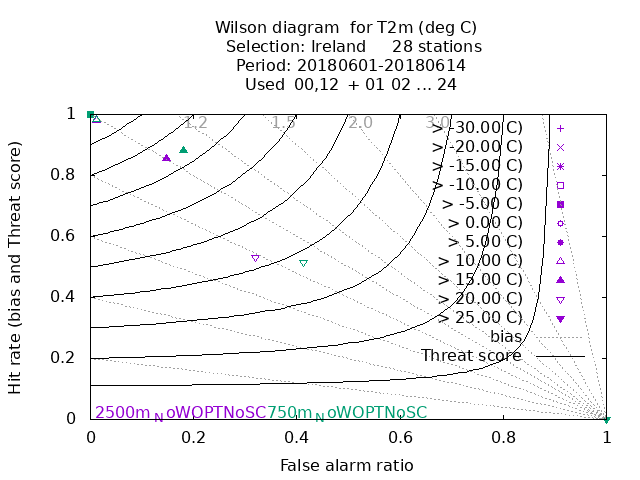 Wilson diagram for T2m (deg C)
Selection: Ireland 28 stations
Period: 20180601-20180614
Used 00,12 + 01 02 ... 24
Hit rate (bias and Threat score)
1
0.8
0.6
0.4
0.2
0
1.2 1.5 2.0 3.0
> -30.00 C)
> -20.00 C)
> -15.00 C)
> -10.00 C)
> -5.00 C)
> 0.00 C)
> 5.00 C)
> 10.00 C)
> 15.00 C)
> 20.00 C)
> 25.00 C)
bias
Threat score
2500m NoWOPTNoSC 750m NoWOPTNoSC
0 0.2 0.4 0.6 0.8 1
False alarm ratio